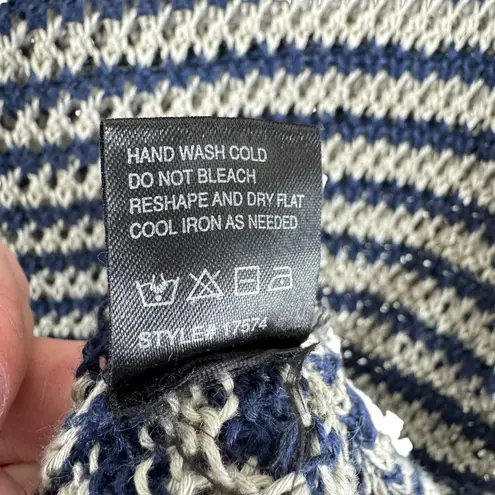 HAND WASH COLD
DO NOT BLEACH
RESHAPE AND DRY FLAT
COOL IRON AS NEEDED
STYLE# 17574